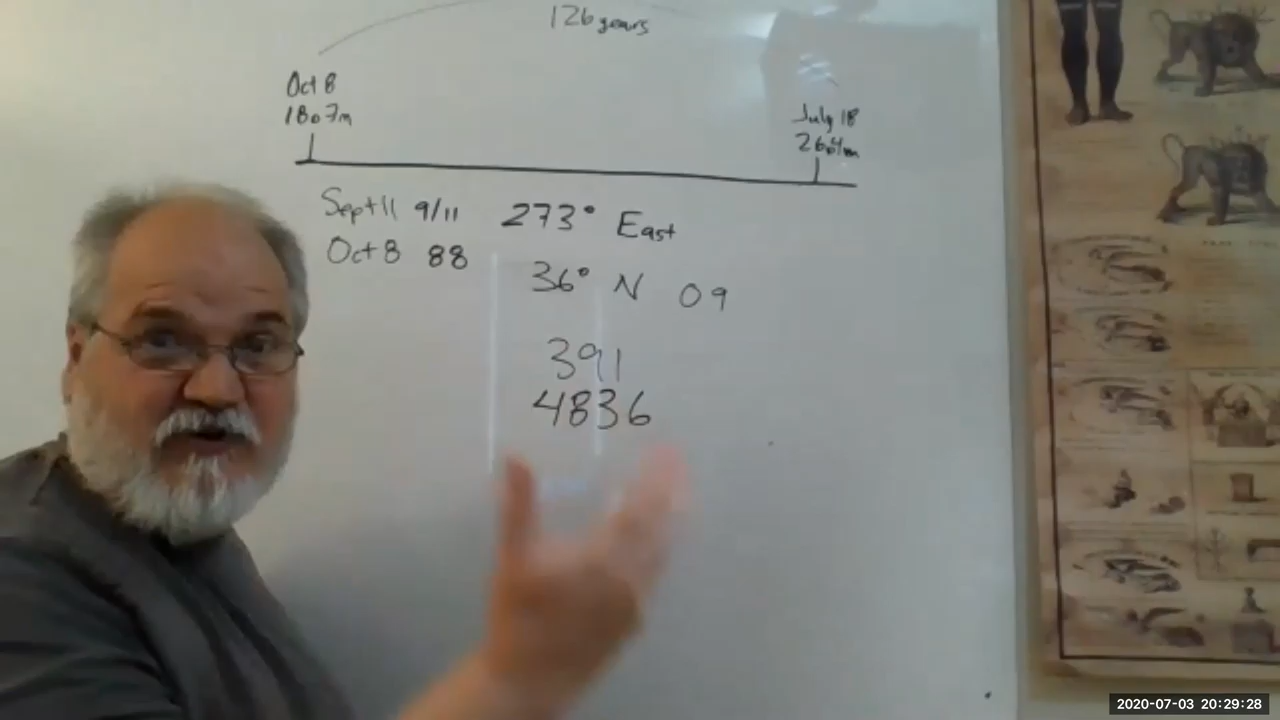 126 years
Oct 8
1807m
July 18
Sept 11 9/11 273° East
Oct 8 88
36° N 09
391
4836
2020-07-03 20:29:28